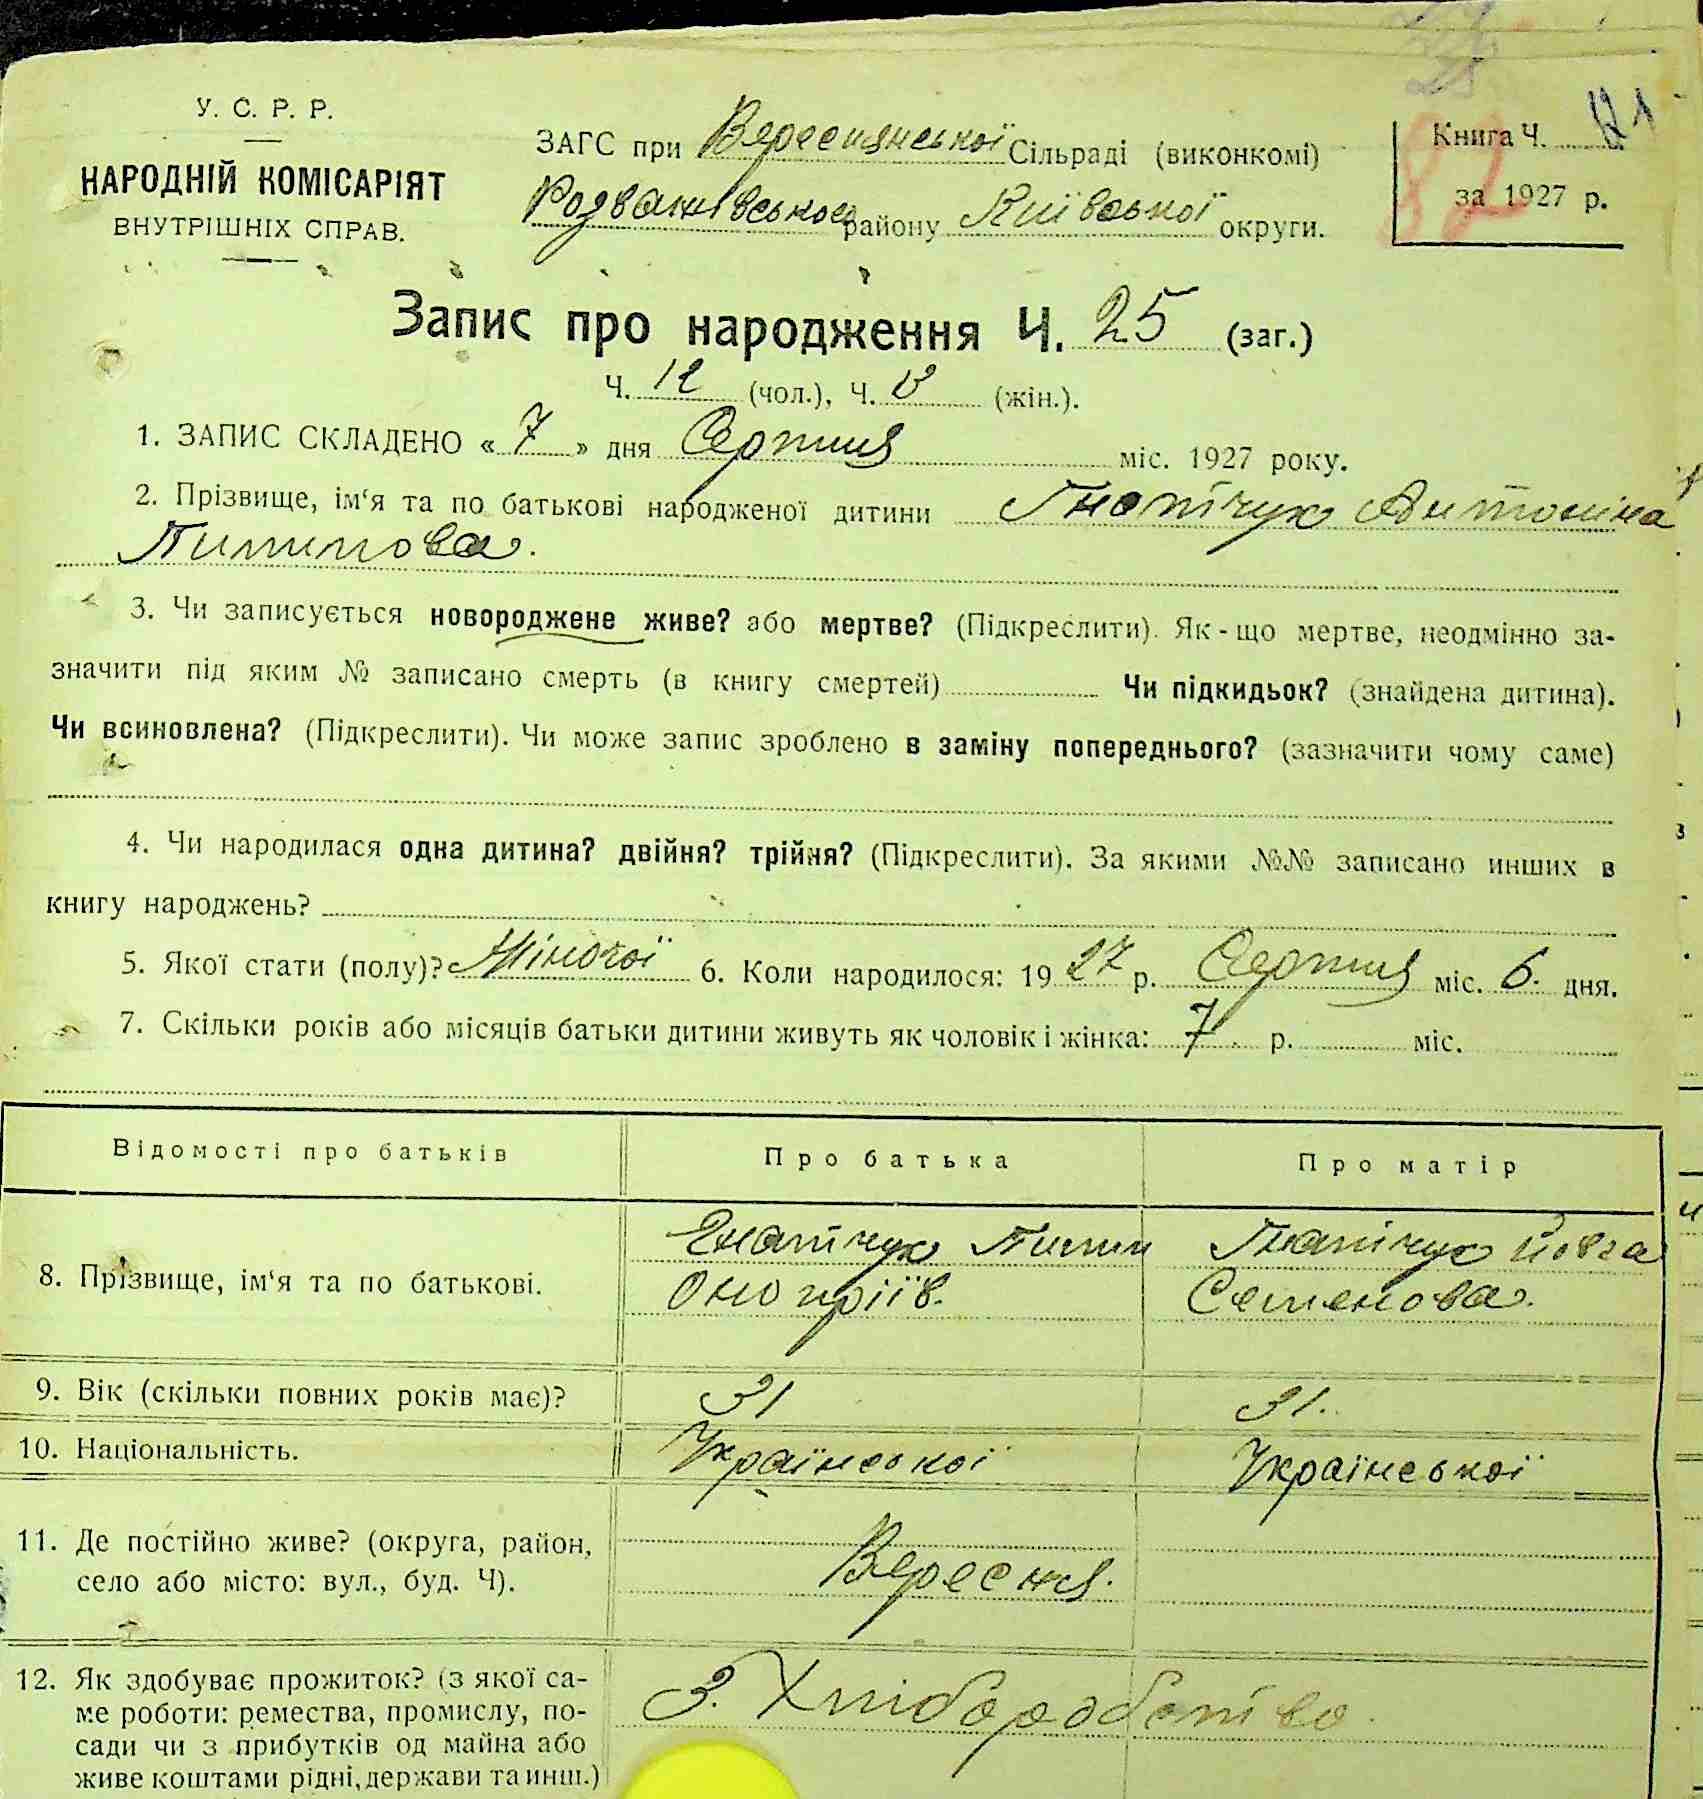 У. С. Р. Р.
НАРОДНІЙ КОМІСАРІЯТ
ВНУТРІШНІХ СПРАВ.
ЗАГС при Вереснянської Сільраді (виконкомі)
Розважівського району Київської округи.
Книга Ч.
за 1927 р.
82
Запис про народження Ч. 25 (заг.)
Ч. 12 (чол.), Ч. 13 (жін.).
1. ЗАПИС СКЛАДЕНО « 7 » дня Серпня міс. 1927 року.
2. Прізвище, ім'я та по батькові народженої дитини Гнатчук Антоніна
Пилипова.
3. Чи записується новороджене живе? або мертве? (Підкреслити). Як-що мертве, неодмінно за-
значити під яким № записано смерть (в книгу смертей) Чи підкидьок? (знайдена дитина).
Чи всиновлена? (Підкреслити). Чи може запис зроблено в заміну попереднього? (зазначити чому саме)
4. Чи народилася одна дитина? двійня? трійня? (Підкреслити). За якими №№ записано инших в
книгу народжень?
5. Якої стати (полу)? Жіночої 6. Коли народилося: 1927 р. Серпня міс. 6. дня.
7. Скільки років або місяців батьки дитини живуть як чоловік і жінка: 7 р. міс.
Відомості про батьків Про батька Про матір
8. Прізвище, ім'я та по батькові.
Гнатчук Пилип
Оноприїв.
Гнатчук Йовга
Семенова.
9. Вік (скільки повних років має)? 31 31.
10. Національність. Української Української
11. Де постійно живе? (округа, район,
село або місто: вул., буд. Ч).
Вересня.
12. Як здобуває прожиток? (з якої са-
ме роботи: ремества, промислу, по-
сади чи з прибутків од майна або
живе коштами рідні, держави та инш.)
З. Хліборобство.